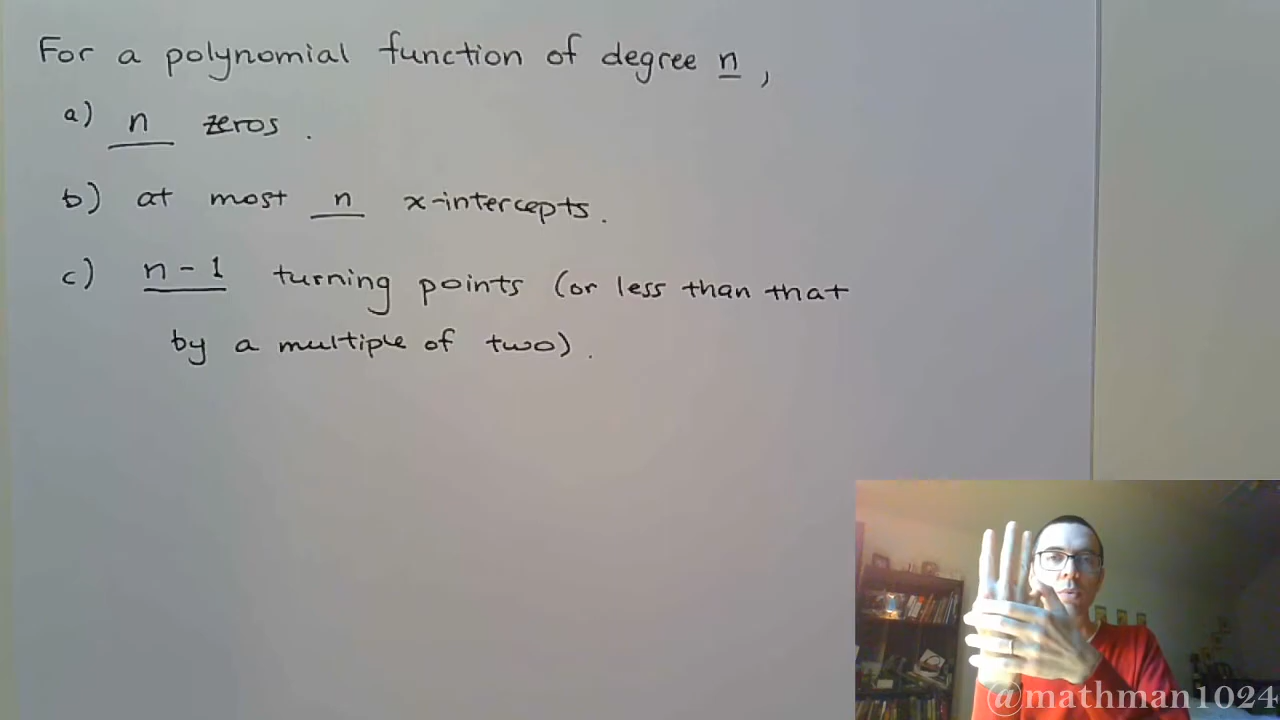 For a polynomial function of degree n,
a) n zeros.
b) at most n x-intercepts.
c) n - 1 turning points (or less than that
by a multiple of two).
@mathman1024